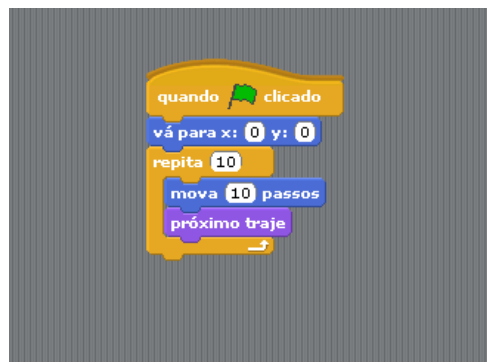 quando clicado
vá para x: 0 y: 0
repita 10
mova 10 passos
próximo traje